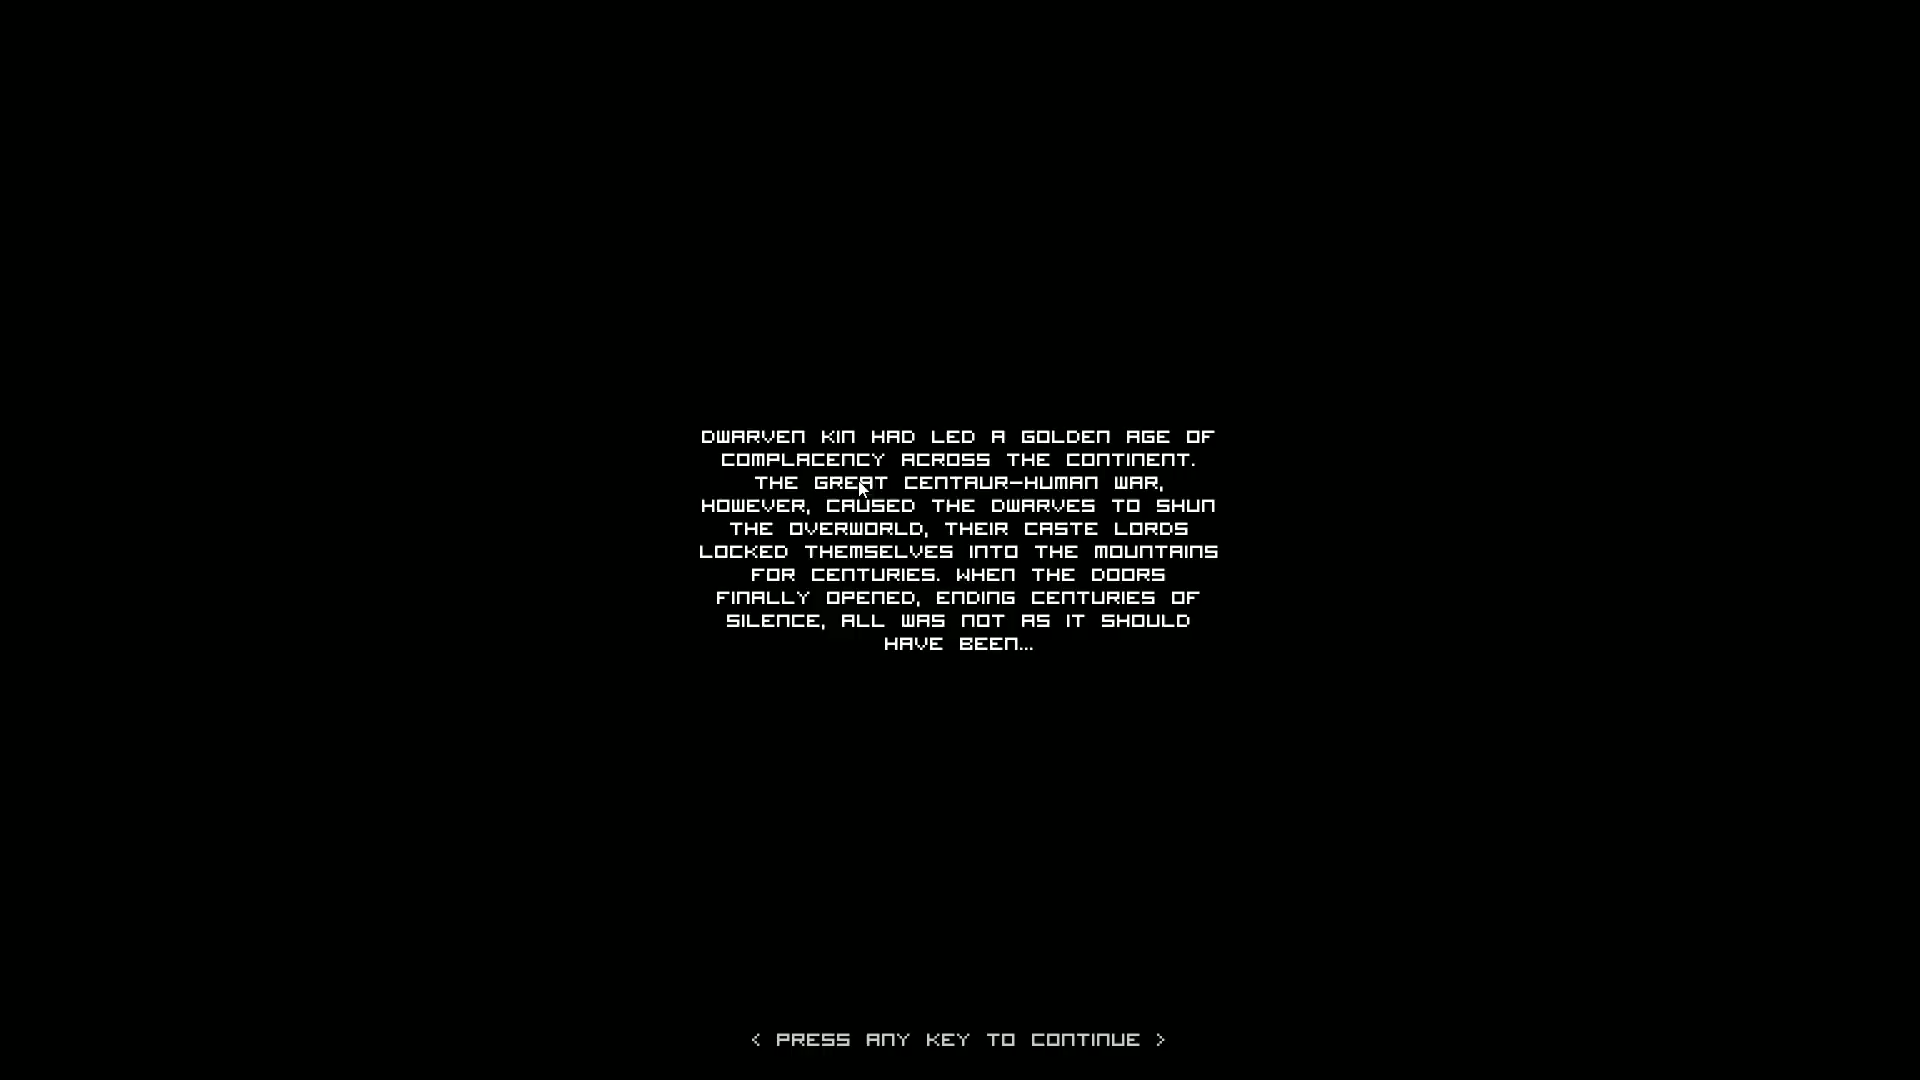 DWARVEN KIN HAD LED A GOLDEN AGE OF
COMPLACENCY ACROSS THE CONTINENT.
THE GREAT CENTAUR-HUMAN WAR,
HOWEVER, CAUSED THE DWARVES TO SHUN
THE OVERWORLD, THEIR CASTE LORDS
LOCKED THEMSELVES INTO THE MOUNTAINS
FOR CENTURIES. WHEN THE DOORS
FINALLY OPENED, ENDING CENTURIES OF
SILENCE, ALL WAS NOT AS IT SHOULD
HAVE BEEN...
< PRESS ANY KEY TO CONTINUE >